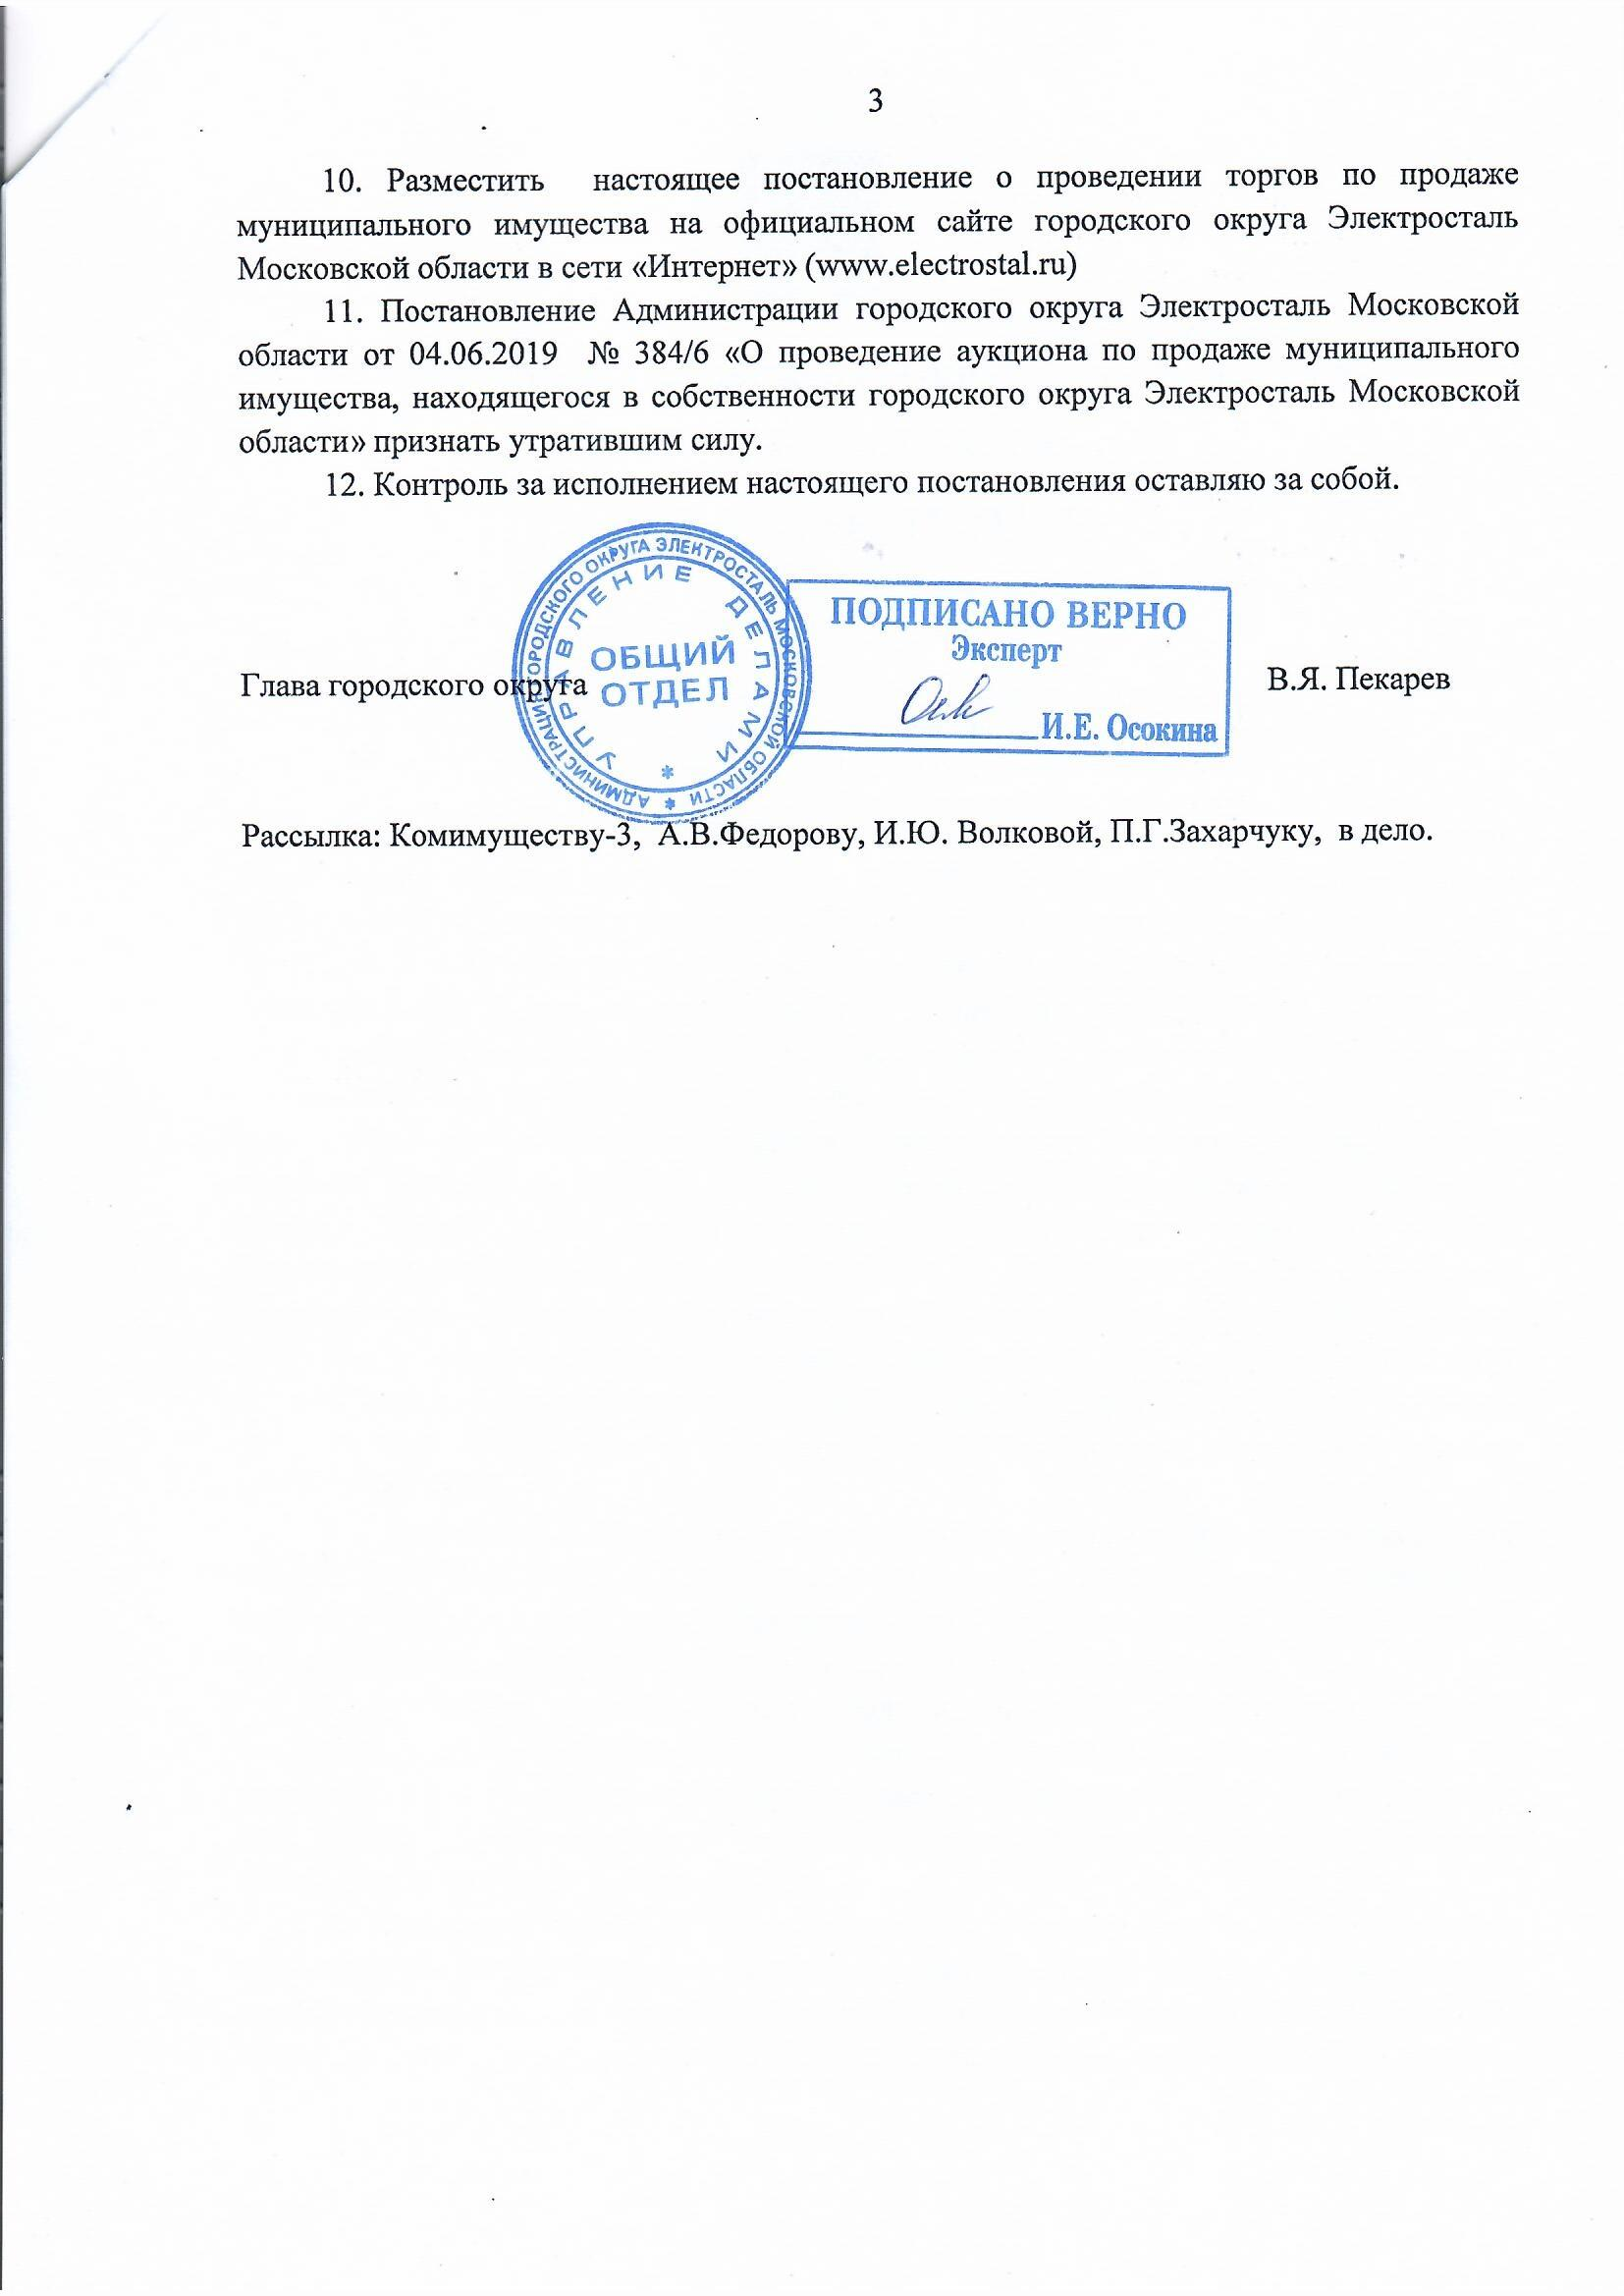 3
10. Разместить настоящее постановление о проведении торгов по продаже
муниципального имущества на официальном сайте городского округа Электросталь
Московской области в сети «Интернет» (www.electrostal.ru)
11. Постановление Администрации городского округа Электросталь Московской
области от 04.06.2019 № 384/6 «О проведение аукциона по продаже муниципального
имущества, находящегося в собственности городского округа Электросталь Московской
области» признать утратившим силу.
12. Контроль за исполнением настоящего постановления оставляю за собой.
АДМИНИСТРАЦИЯ ГОРОДСКОГО ОКРУГА ЭЛЕКТРОСТАЛЬ МОСКОВСКОЙ ОБЛАСТИ *
УПРАВЛЕНИЕ ДЕЛАМИ *
ОБЩИЙ
ОТДЕЛ
ПОДПИСАНО ВЕРНО
Эксперт
И.Е. Осокина
Глава городского округа В.Я. Пекарев
Рассылка: Комимуществу-3, А.В.Федорову, И.Ю. Волковой, П.Г.Захарчуку, в дело.